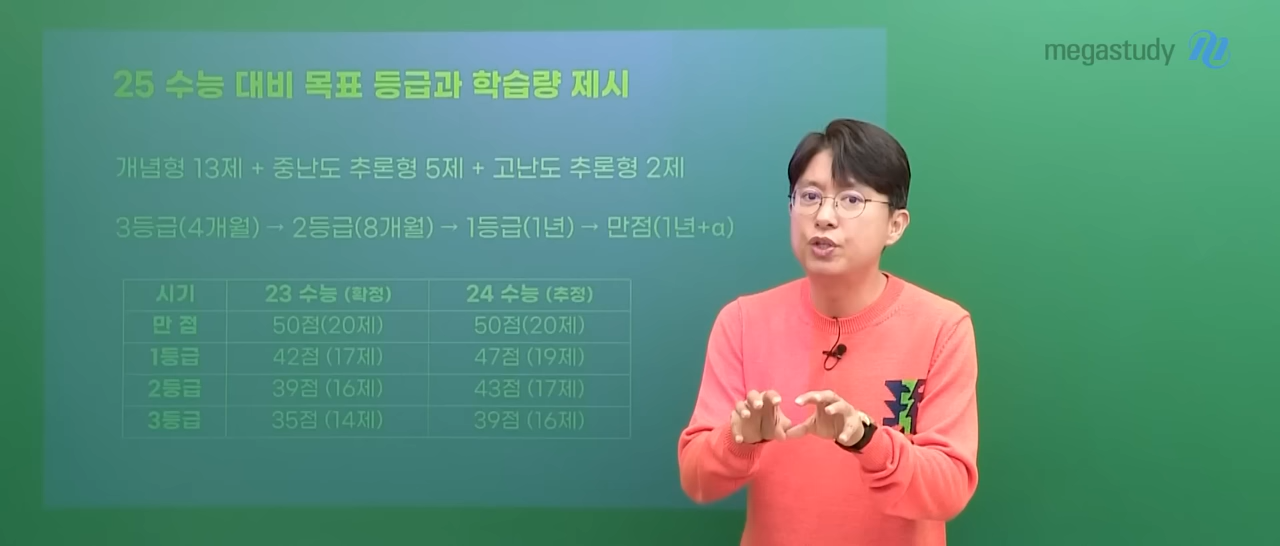 megastudy
25 수능 대비 목표 등급과 학습량 제시
개념형 13제 + 중난도 추론형 5제 + 고난도 추론형 2제
3등급(4개월) → 2등급(8개월) → 1등급(1년) → 만점(1년+α)
시기 23 수능 (확정) 24 수능 (추정)
만 점 50점(20제) 50점(20제)
1등급 42점 (17제) 47점 (19제)
2등급 39점 (16제) 43점 (17제)
3등급 35점 (14제) 39점 (16제)